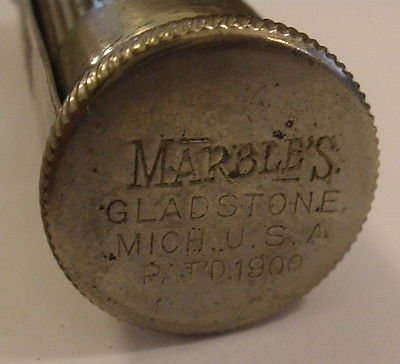 MARBLE'S.
GLADSTONE,
MICH. U.S.A.
PAT'D.1900